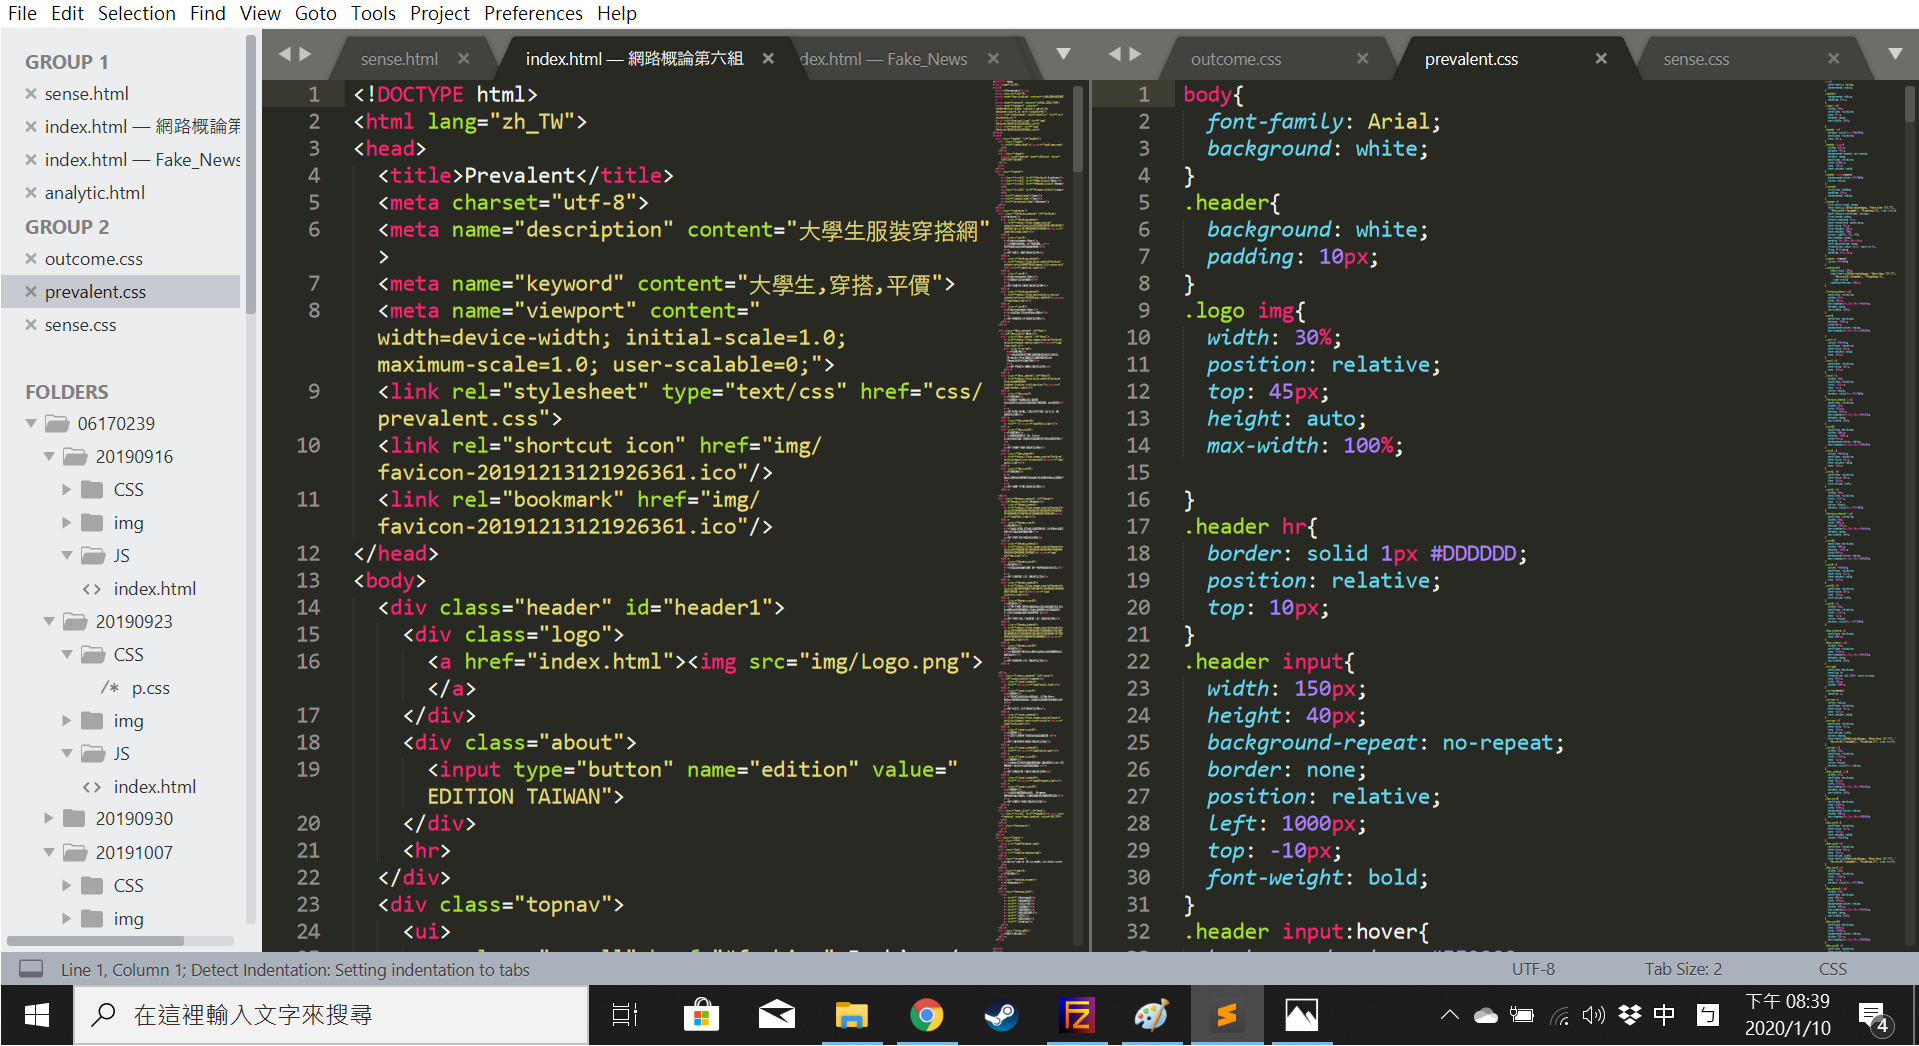 File Edit Selection Find View Goto Tools Project Preferences Help
GROUP 1
sense.html
index.html — 網路概論第
index.html — Fake_News
analytic.html
GROUP 2
outcome.css
prevalent.css
sense.css
FOLDERS
06170239
20190916
CSS
img
JS
index.html
20190923
CSS
p.css
img
JS
index.html
20190930
20191007
CSS
img
sense.html
index.html — 網路概論第六組
dex.html — Fake_News
1 <!DOCTYPE html>
2 <html lang="zh_TW">
3 <head>
4 <title>Prevalent</title>
5 <meta charset="utf-8">
6 <meta name="description" content="大學生服裝穿搭網"
>
7 <meta name="keyword" content="大學生,穿搭,平價">
8 <meta name="viewport" content="
width=device-width; initial-scale=1.0;
maximum-scale=1.0; user-scalable=0;">
9 <link rel="stylesheet" type="text/css" href="css/
prevalent.css">
10 <link rel="shortcut icon" href="img/
favicon-20191213121926361.ico"/>
11 <link rel="bookmark" href="img/
favicon-20191213121926361.ico"/>
12 </head>
13 <body>
14 <div class="header" id="header1">
15 <div class="logo">
16 <a href="index.html"><img src="img/Logo.png">
</a>
17 </div>
18 <div class="about">
19 <input type="button" name="edition" value="
EDITION TAIWAN">
20 </div>
21 <hr>
22 </div>
23 <div class="topnav">
24 <ui>
outcome.css
prevalent.css
sense.css
1 body{
2 font-family: Arial;
3 background: white;
4 }
5 .header{
6 background: white;
7 padding: 10px;
8 }
9 .logo img{
10 width: 30%;
11 position: relative;
12 top: 45px;
13 height: auto;
14 max-width: 100%;
15
16 }
17 .header hr{
18 border: solid 1px #DDDDDD;
19 position: relative;
20 top: 10px;
21 }
22 .header input{
23 width: 150px;
24 height: 40px;
25 background-repeat: no-repeat;
26 border: none;
27 position: relative;
28 left: 1000px;
29 top: -10px;
30 font-weight: bold;
31 }
32 .header input:hover{
Line 1, Column 1; Detect Indentation: Setting indentation to tabs
UTF-8
Tab Size: 2
CSS
在這裡輸入文字來搜尋
中
ㄅ
下午 08:39
2020/1/10
4